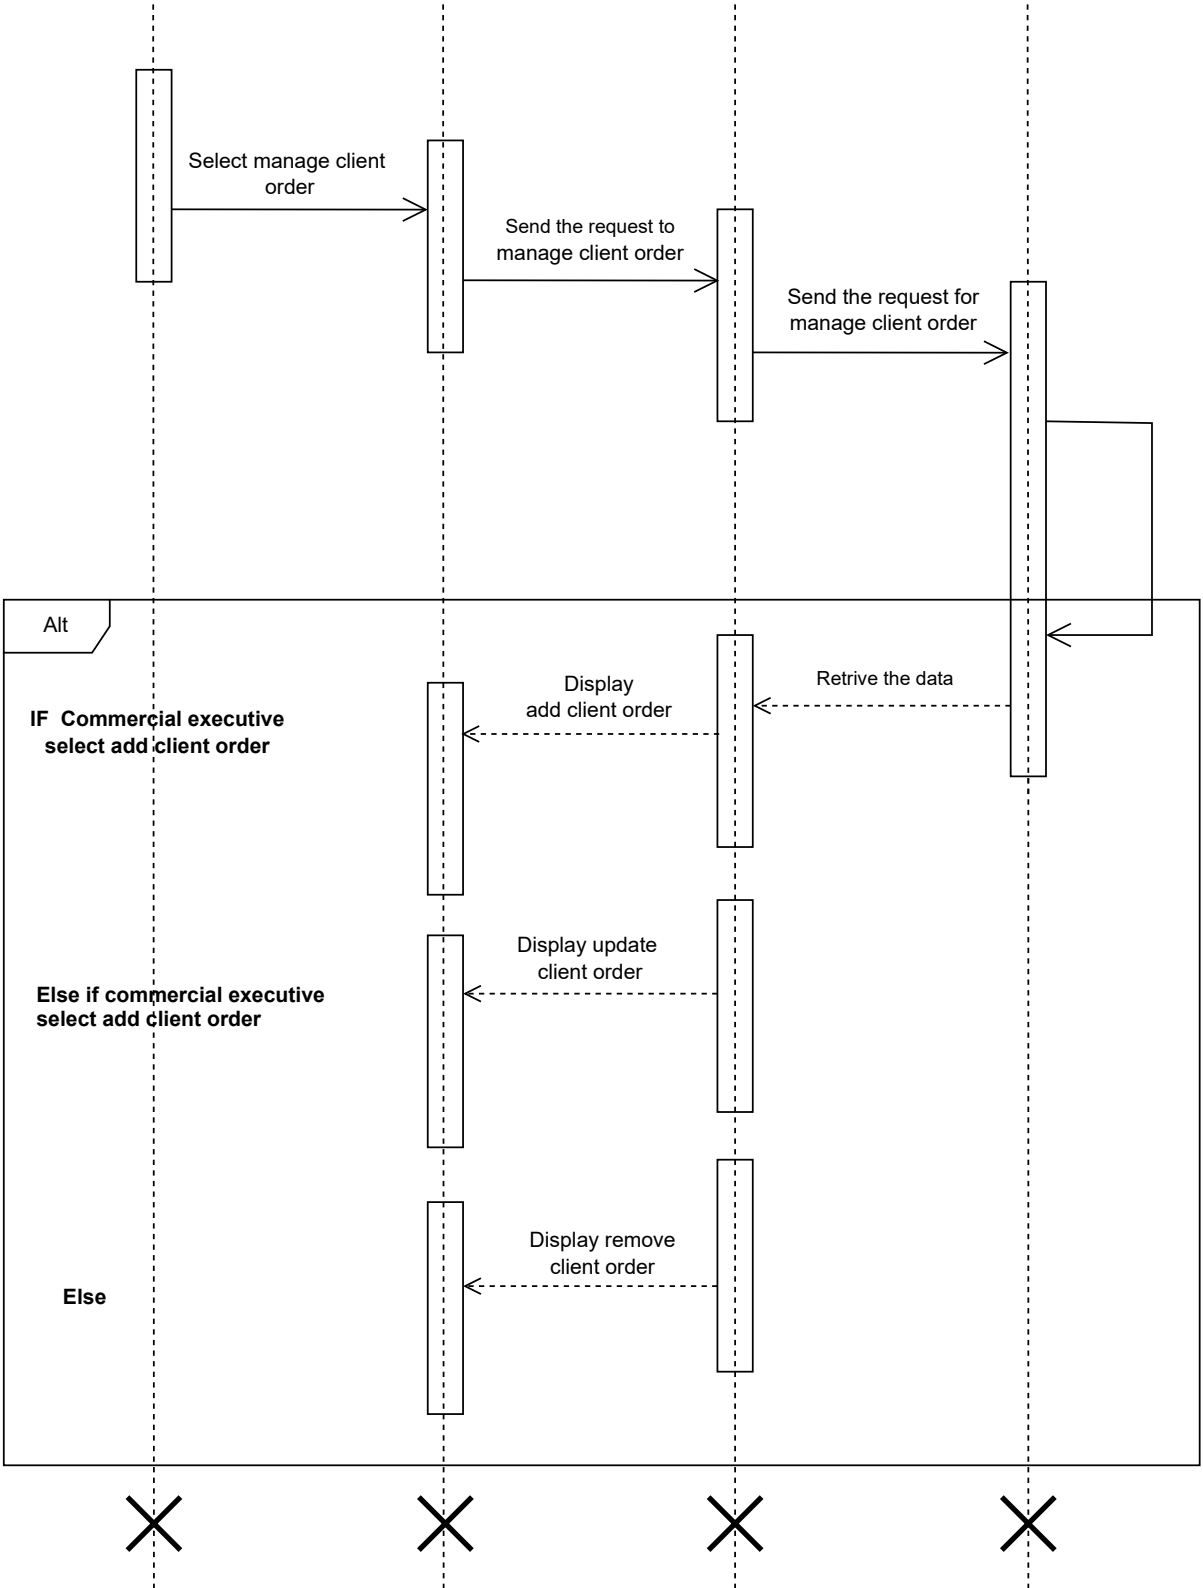 Select manage client
order
Send the request to
manage client order
Send the request for
manage client order
Alt
Retrive the data
Display
add client order
IF  Commercial executive
select add client order
Display update
client order
Else if commercial executive
select add client order
Display remove
client order
Else